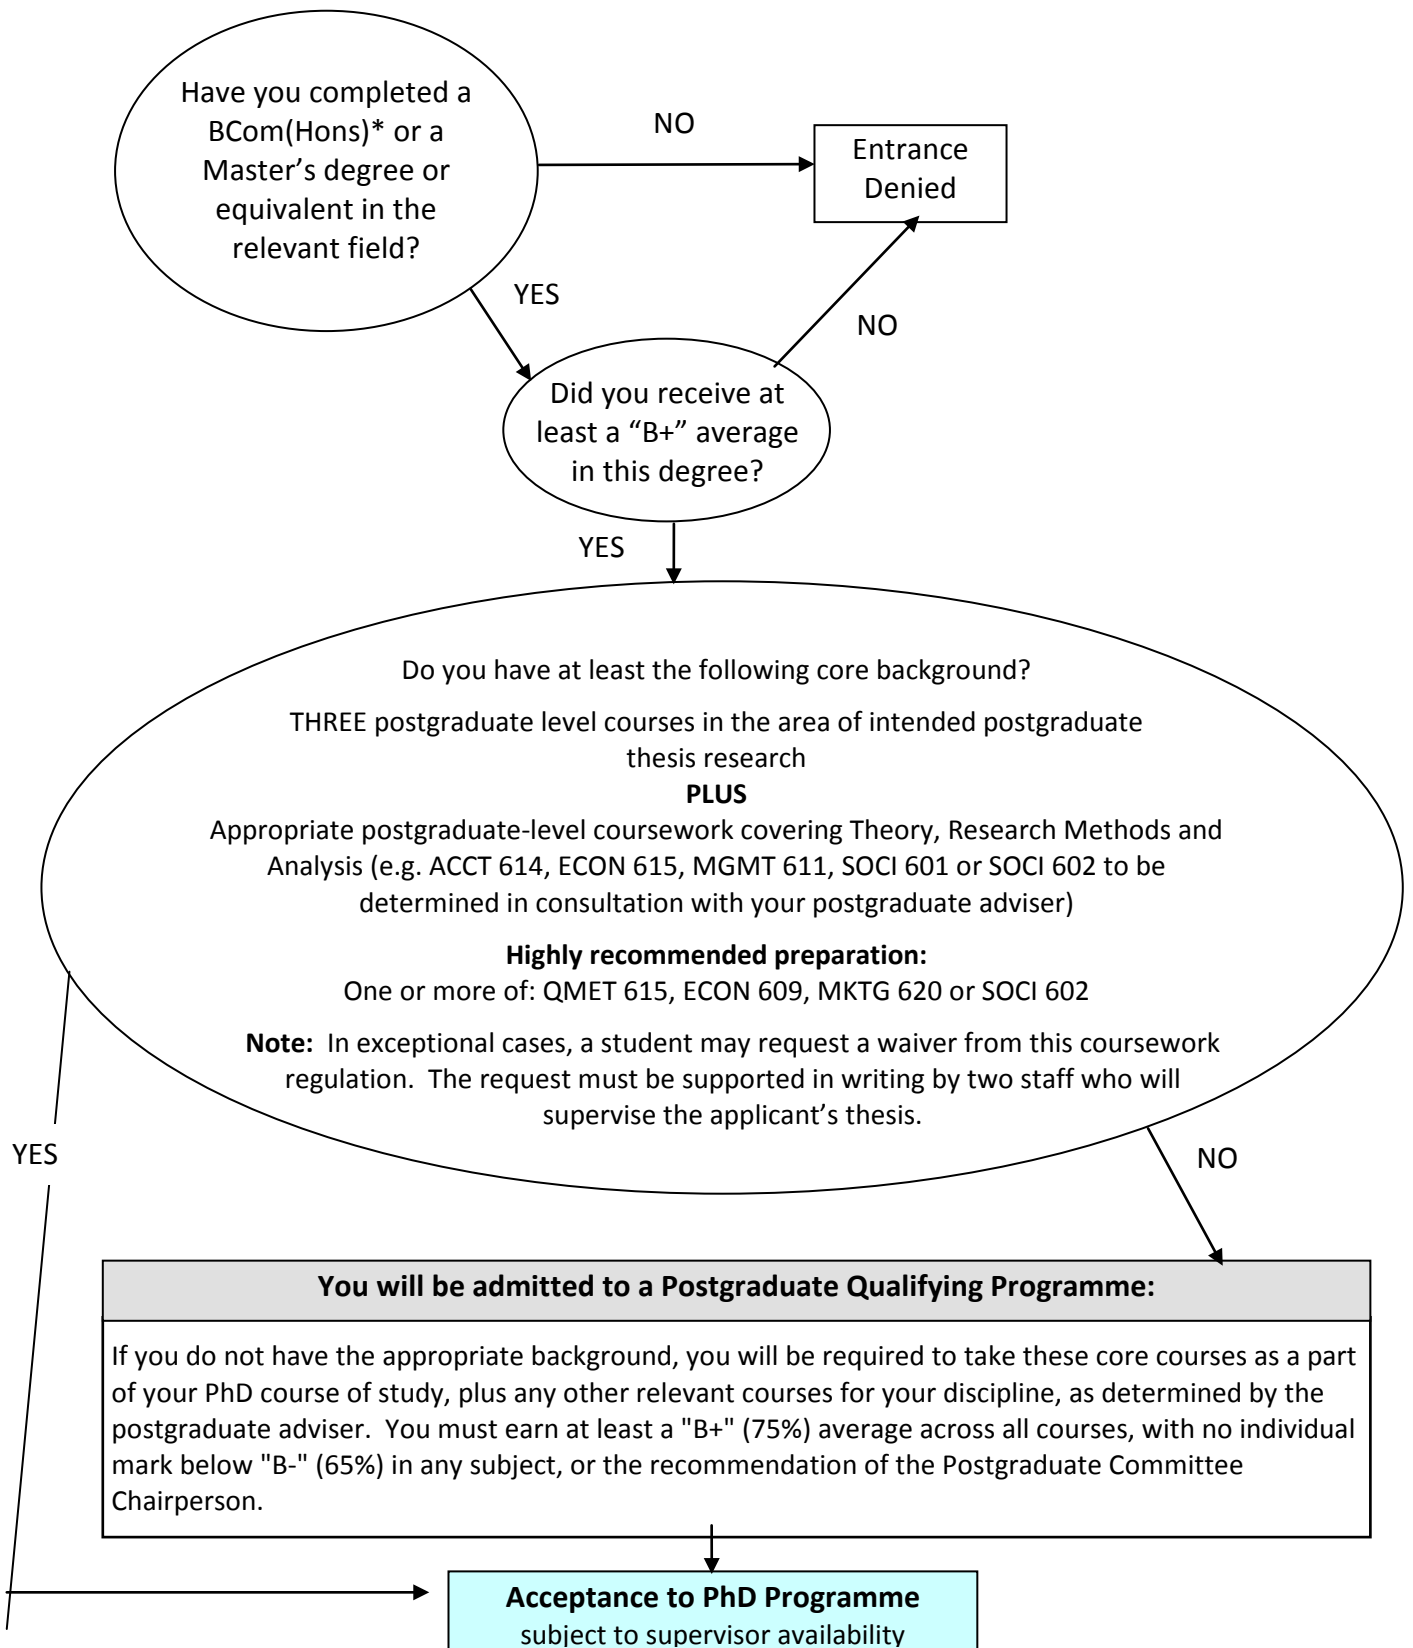 Have you completed a
BCom(Hons)* or a
Master’s degree or
equivalent in the
relevant field?
NO
Entrance
Denied
YES
NO
Did you receive at
least a “B+” average
in this degree?
YES
Do you have at least the following core background?
THREE postgraduate level courses in the area of intended postgraduate
thesis research
PLUS
Appropriate postgraduate-level coursework covering Theory, Research Methods and
Analysis (e.g. ACCT 614, ECON 615, MGMT 611, SOCI 601 or SOCI 602 to be
determined in consultation with your postgraduate adviser)
Highly recommended preparation:
One or more of: QMET 615, ECON 609, MKTG 620 or SOCI 602
Note:  In exceptional cases, a student may request a waiver from this coursework
regulation.  The request must be supported in writing by two staff who will
supervise the applicant’s thesis.
YES
NO
You will be admitted to a Postgraduate Qualifying Programme:
If you do not have the appropriate background, you will be required to take these core courses as a part
of your PhD course of study, plus any other relevant courses for your discipline, as determined by the
postgraduate adviser.  You must earn at least a "B+" (75%) average across all courses, with no individual
mark below "B-" (65%) in any subject, or the recommendation of the Postgraduate Committee
Chairperson.
Acceptance to PhD Programme
subject to supervisor availability